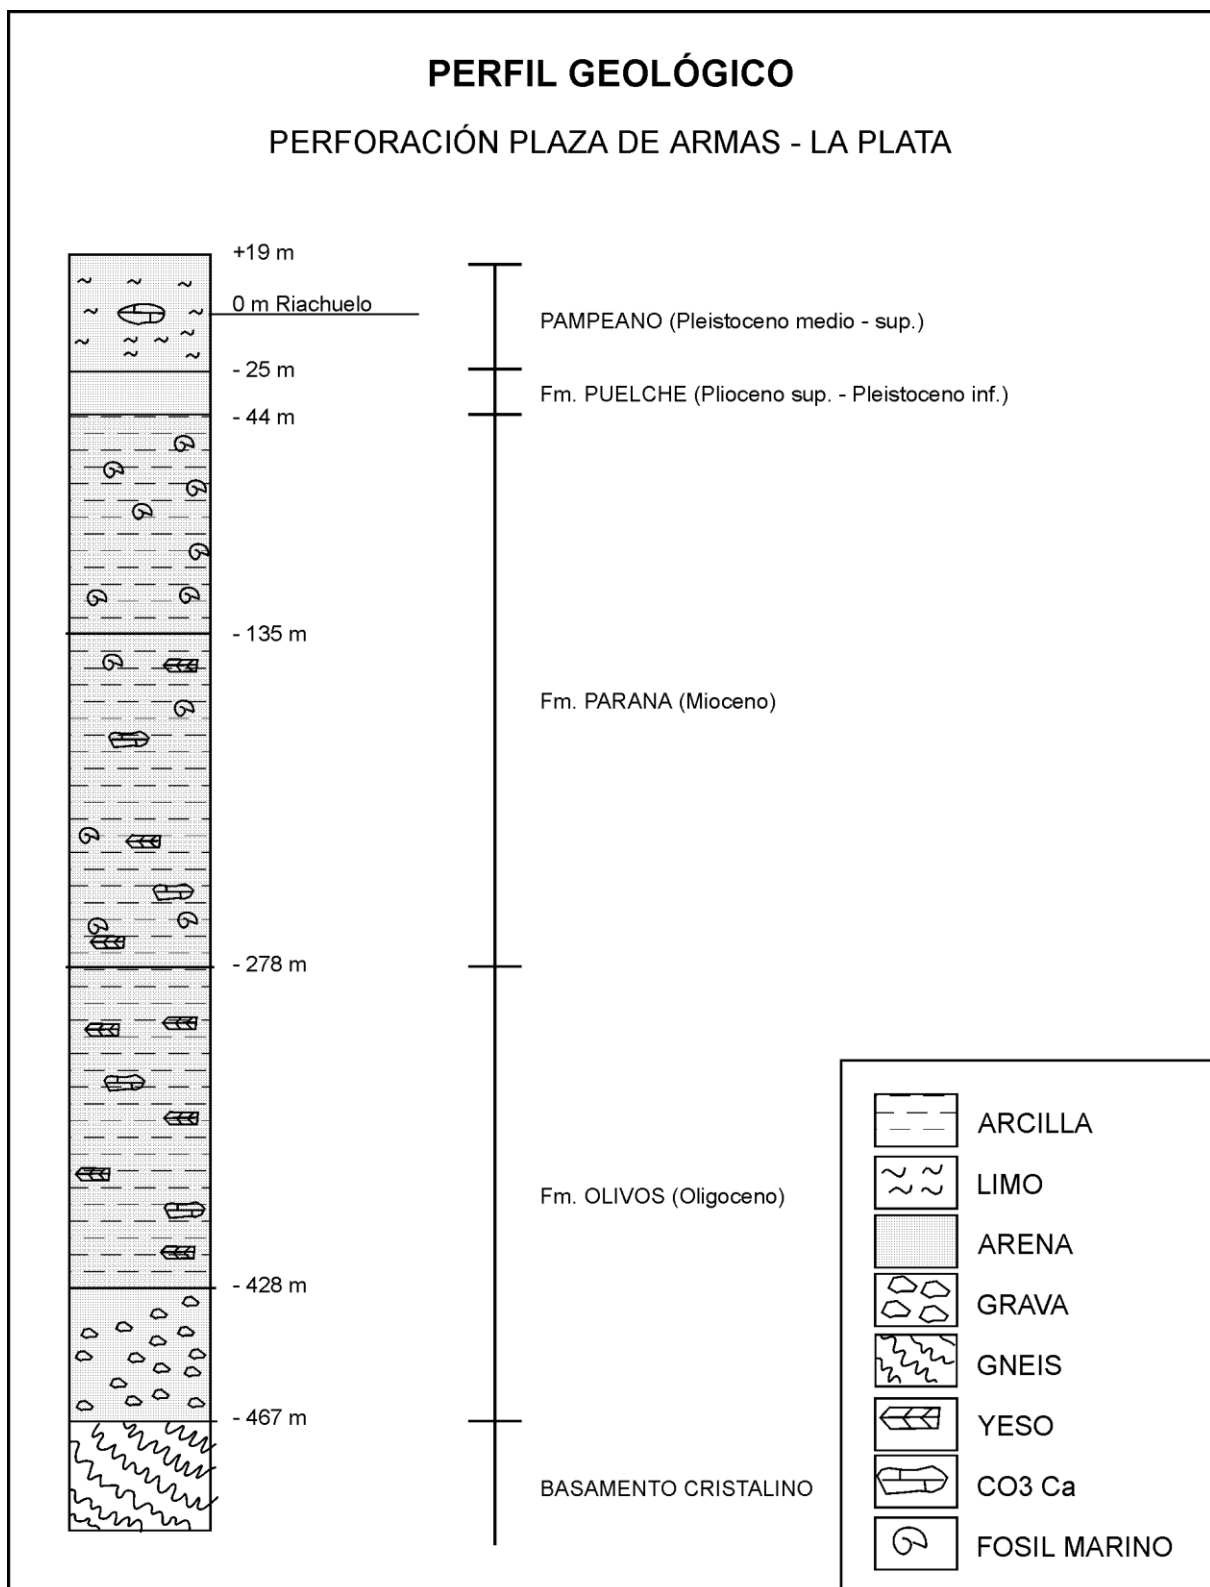 PERFIL GEOLÓGICO
PERFORACIÓN PLAZA DE ARMAS - LA PLATA
+19 m
0 m Riachuelo
PAMPEANO (Pleistoceno medio - sup.)
- 25 m
Fm. PUELCHE (Plioceno sup. - Pleistoceno inf.)
- 44 m
- 135 m
Fm. PARANA (Mioceno)
- 278 m
Fm. OLIVOS (Oligoceno)
- 428 m
- 467 m
BASAMENTO CRISTALINO
ARCILLA
LIMO
ARENA
GRAVA
GNEIS
YESO
CO3 Ca
FOSIL MARINO